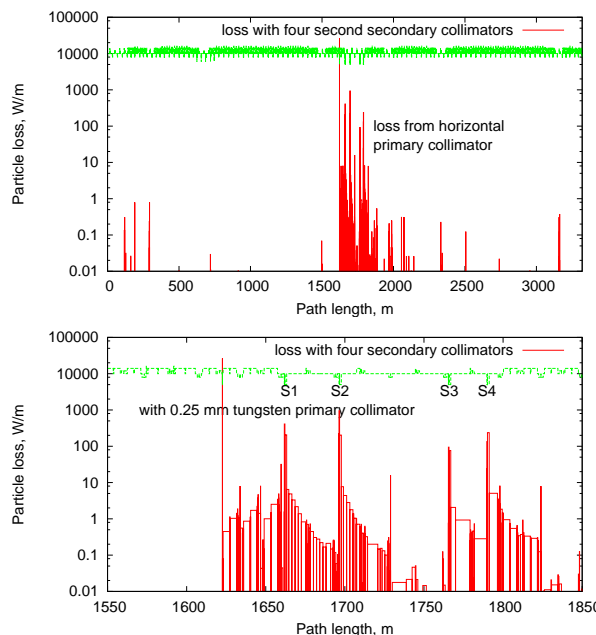 loss with four second secondary collimators
100000
10000
1000
100
10
1
0.1
0.01
Particle loss, W/m
loss from horizontal
primary collimator
0 500 1000 1500 2000 2500 3000
Path length, m
loss with four secondary collimators
100000
10000
1000
100
10
1
0.1
0.01
Particle loss, W/m
S1 S2 S3 S4
with 0.25 mm tungsten primary collimator
1550 1600 1650 1700 1750 1800 1850
Path length, m